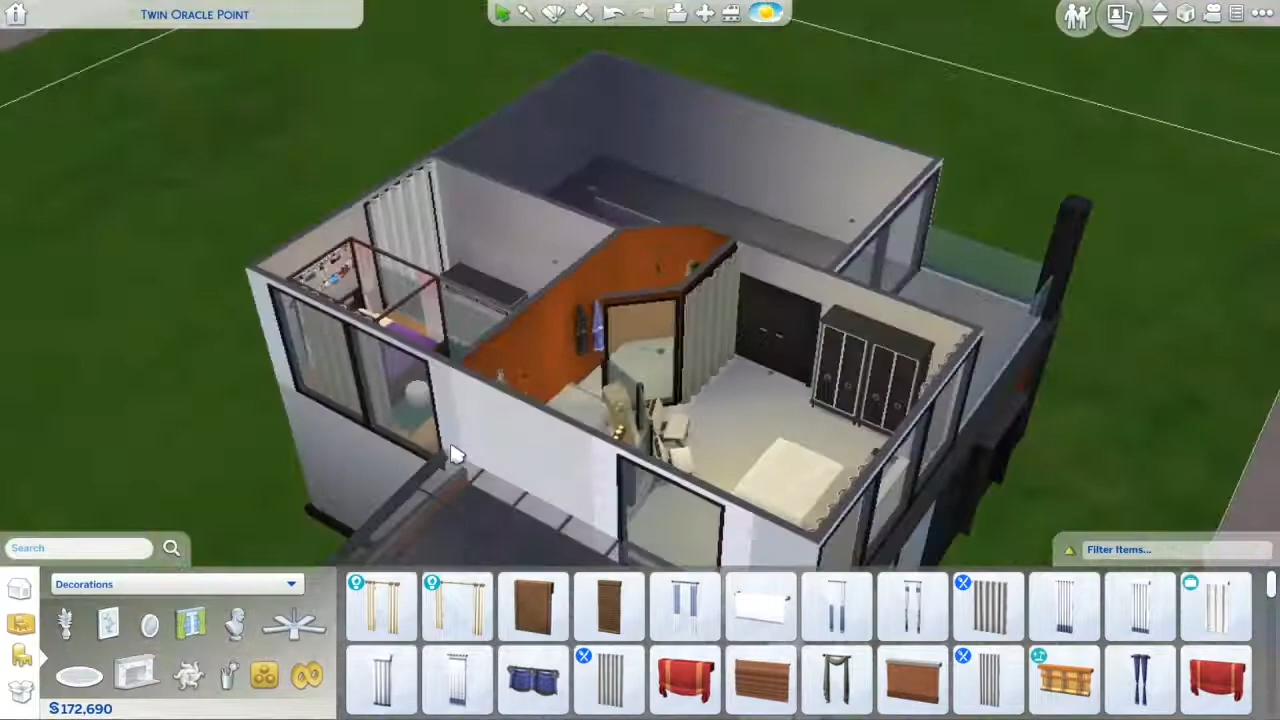 TWIN ORACLE POINT
Search
Filter Items...
Decorations
§172,690